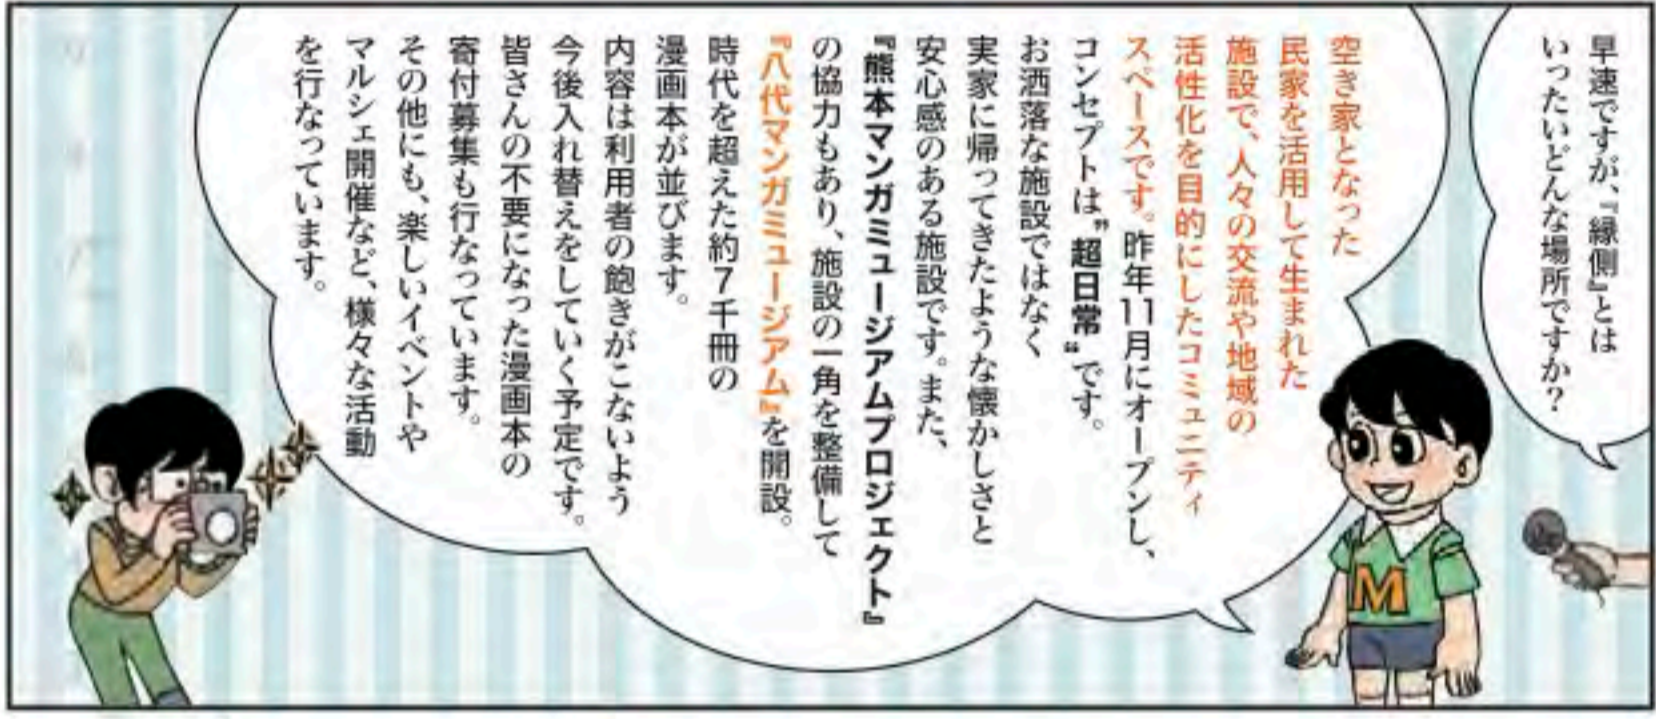 早速ですが、『縁側』とは
いったいどんな場所ですか？
空き家となった
民家を活用して生まれた
施設で、人々の交流や地域の
活性化を目的にしたコミュニティ
スペースです。昨年11月にオープンし、
コンセプトは〝超日常〟です。
お洒落な施設ではなく
実家に帰ってきたような懐かしさと
安心感のある施設です。また、
『熊本マンガミュージアムプロジェクト』
の協力もあり、施設の一角を整備して
『八代マンガミュージアム』を開設。
時代を超えた約7千冊の
漫画本が並びます。
内容は利用者の飽きがこないよう
今後入れ替えをしていく予定です。
皆さんの不要になった漫画本の
寄付募集も行なっています。
その他にも、楽しいイベントや
マルシェ開催など、様々な活動
を行なっています。
M